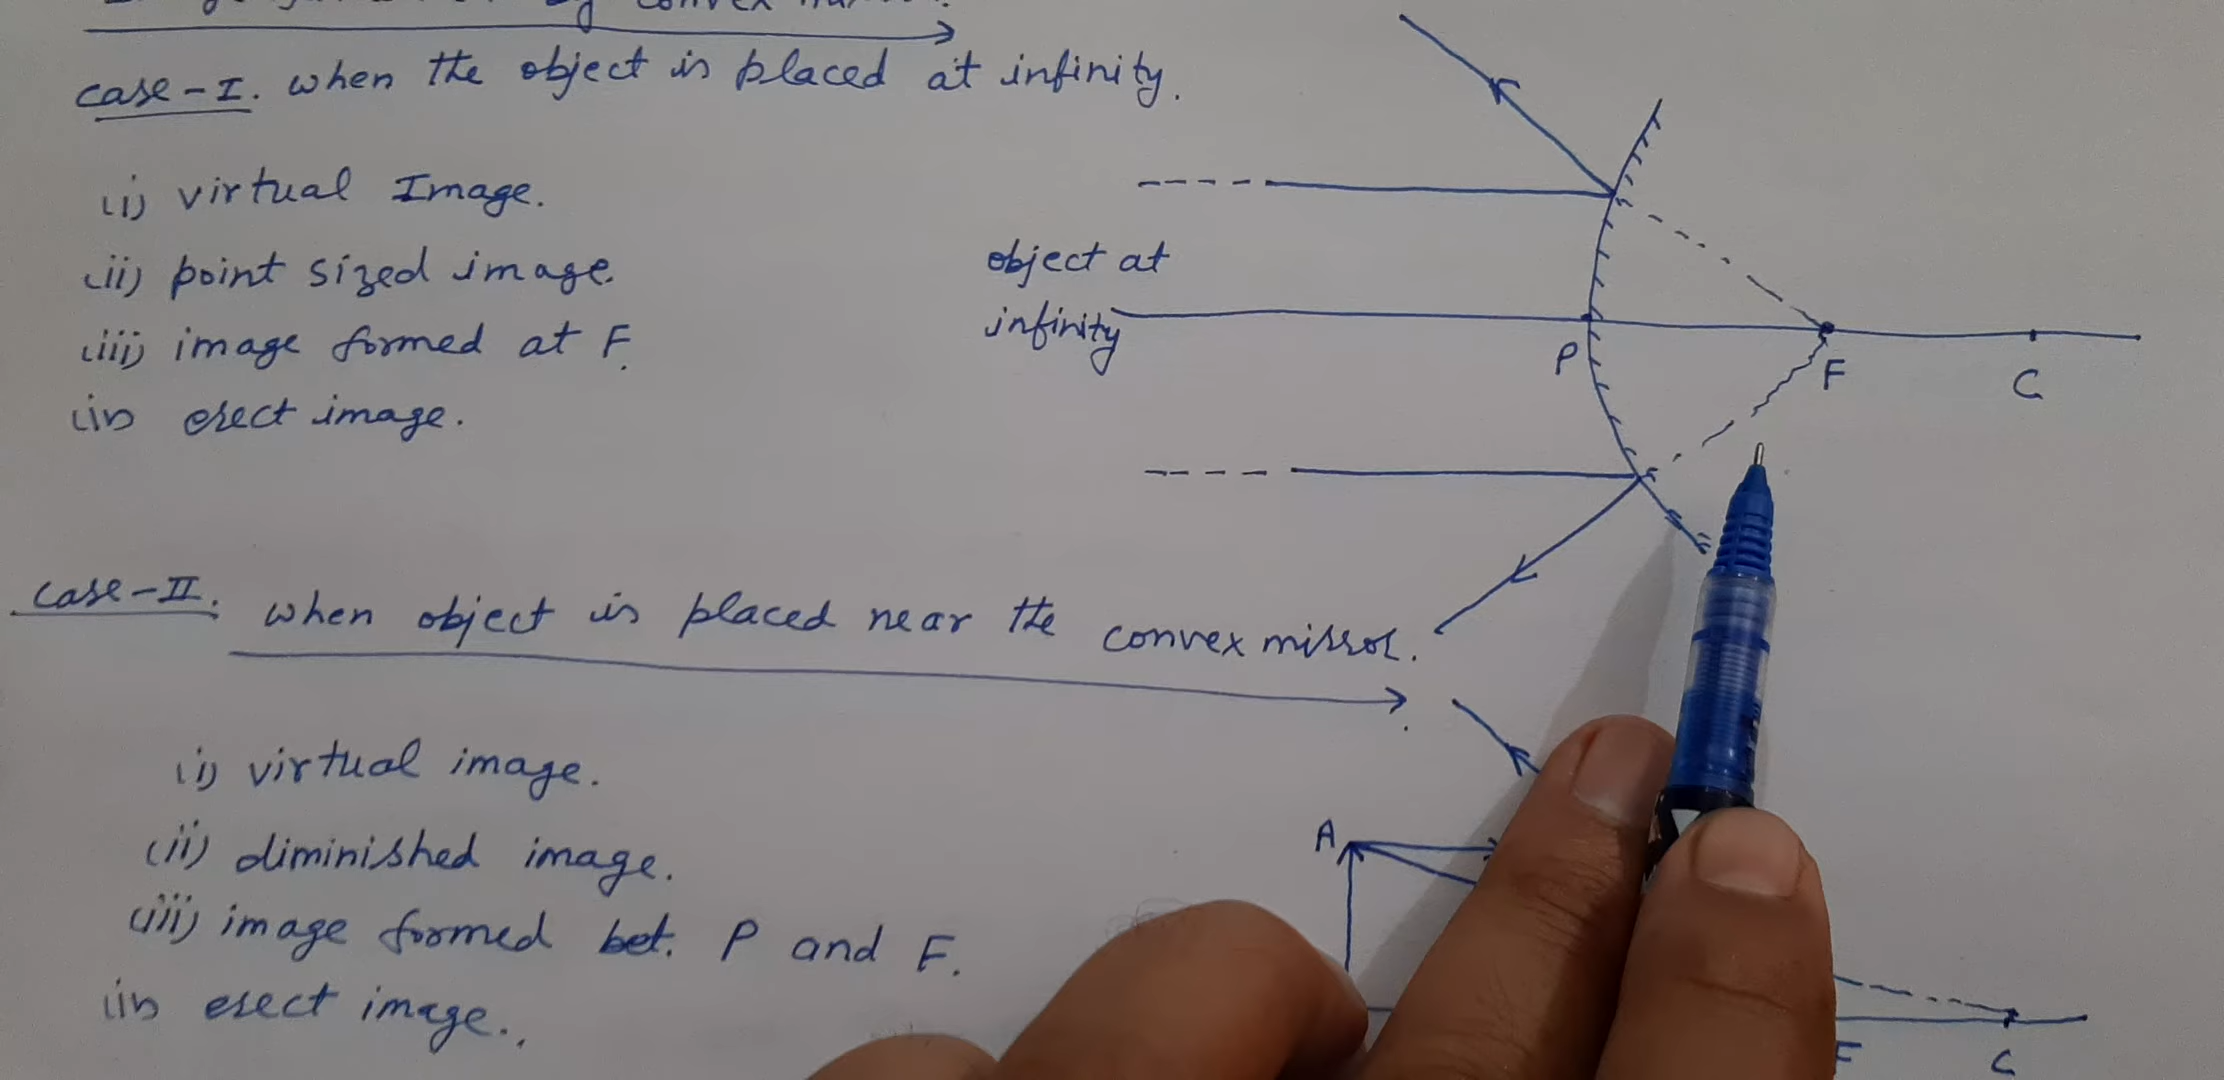 by convex
case-I. when the object is placed at infinity.
(i) virtual Image.
(ii) point sized image.
(iii) image formed at F.
(iv) erect image.
object at
infinity
P
F
C
case-II. when object is placed near the convex mirror.
(i) virtual image.
(ii) diminished image.
(iii) image formed bet. P and F.
(iv) erect image.
A
F
C